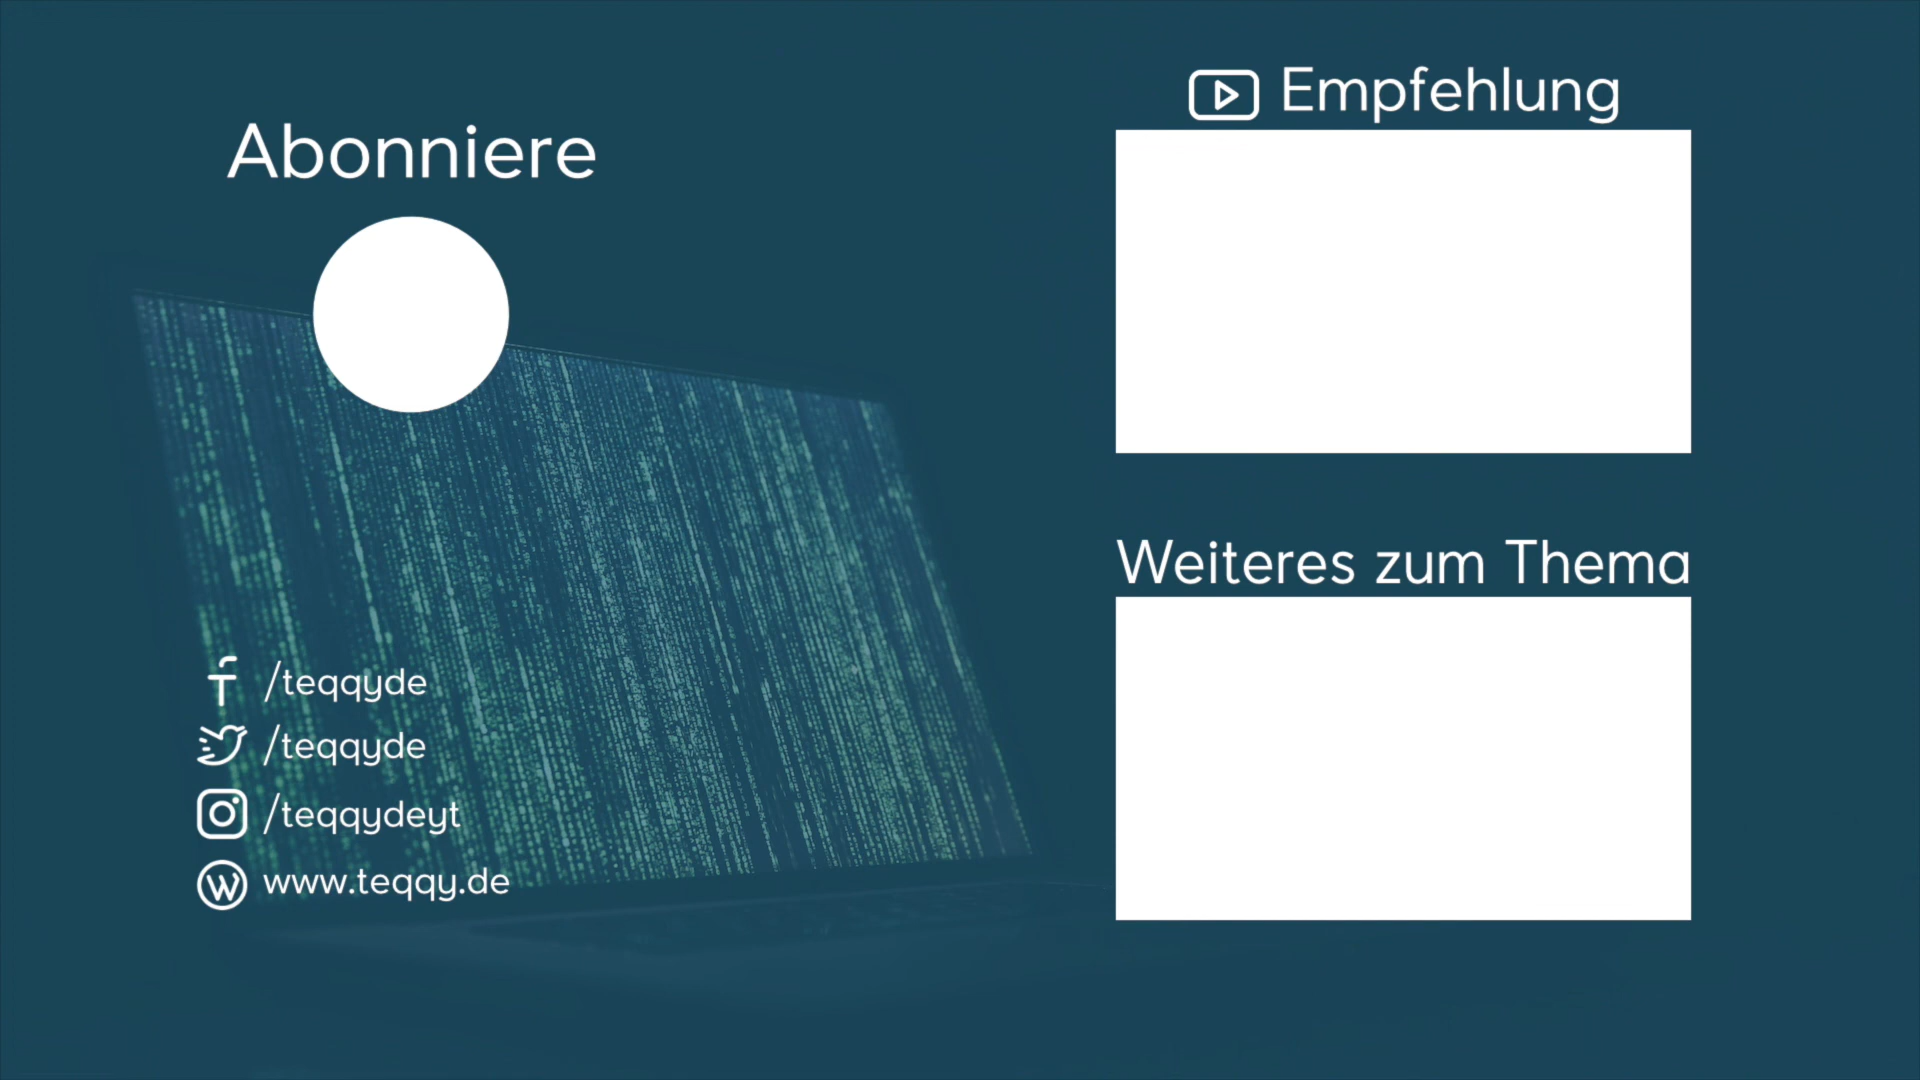 Abonniere
/teqqyde
/teqqyde
/teqqydeyt
www.teqqy.de
Empfehlung
Weiteres zum Thema